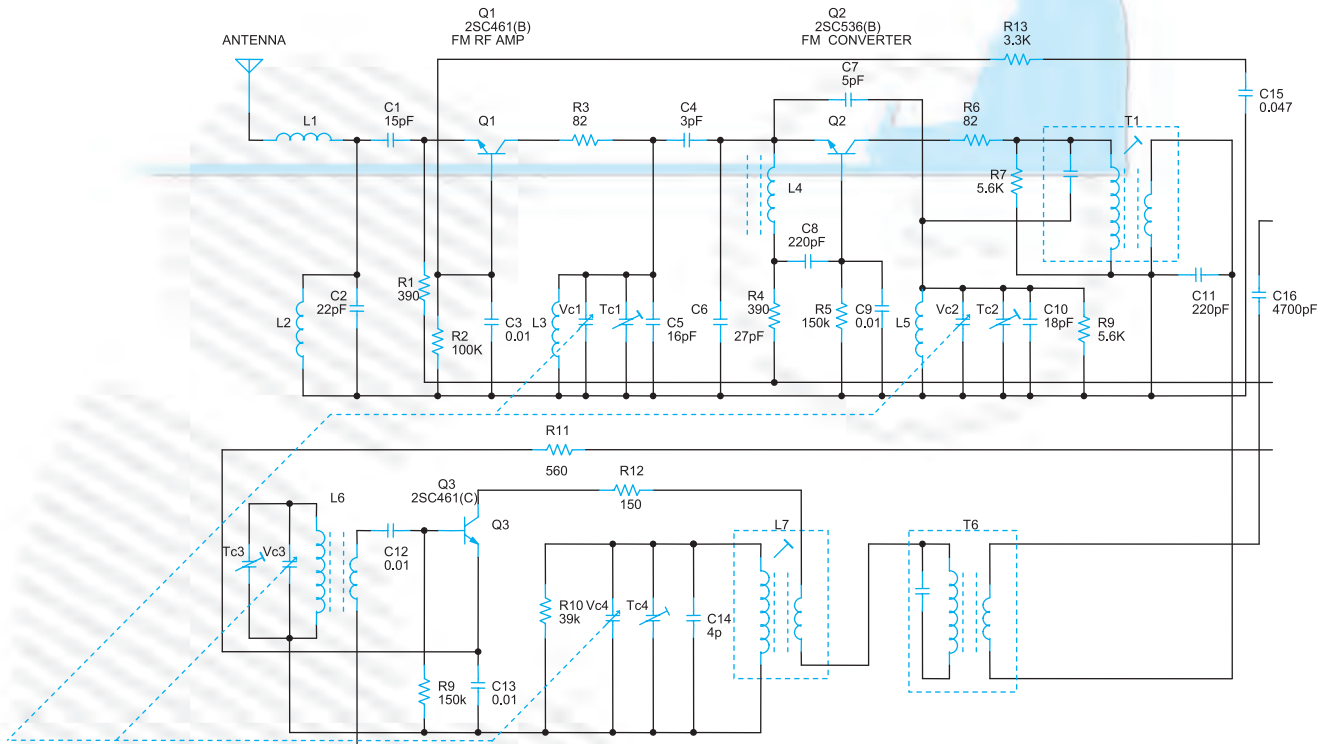 Q1
2SC461(B)
FM RF AMP
Q2
2SC536(B)
FM CONVERTER
R13
3.3K
ANTENNA
C7
5pF
C15
0.047
L1
C1
15pF
Q1
R3
82
C4
3pF
Q2
R6
82
T1
R7
5.6K
L4
C8
220pF
L2
C2
22pF
R1
390
R2
100K
C3
0.01
L3
Vc1
Tc1
C5
16pF
C6
27pF
R4
390
R5
150k
C9
0.01
L5
Vc2
Tc2
C10
18pF
R9
5.6K
C11
220pF
C16
4700pF
R11
560
Q3
2SC461(C)
R12
150
L6
Q3
L7
T6
Tc3
Vc3
C12
0.01
R10
39k
Vc4
Tc4
C14
4p
R9
150k
C13
0.01